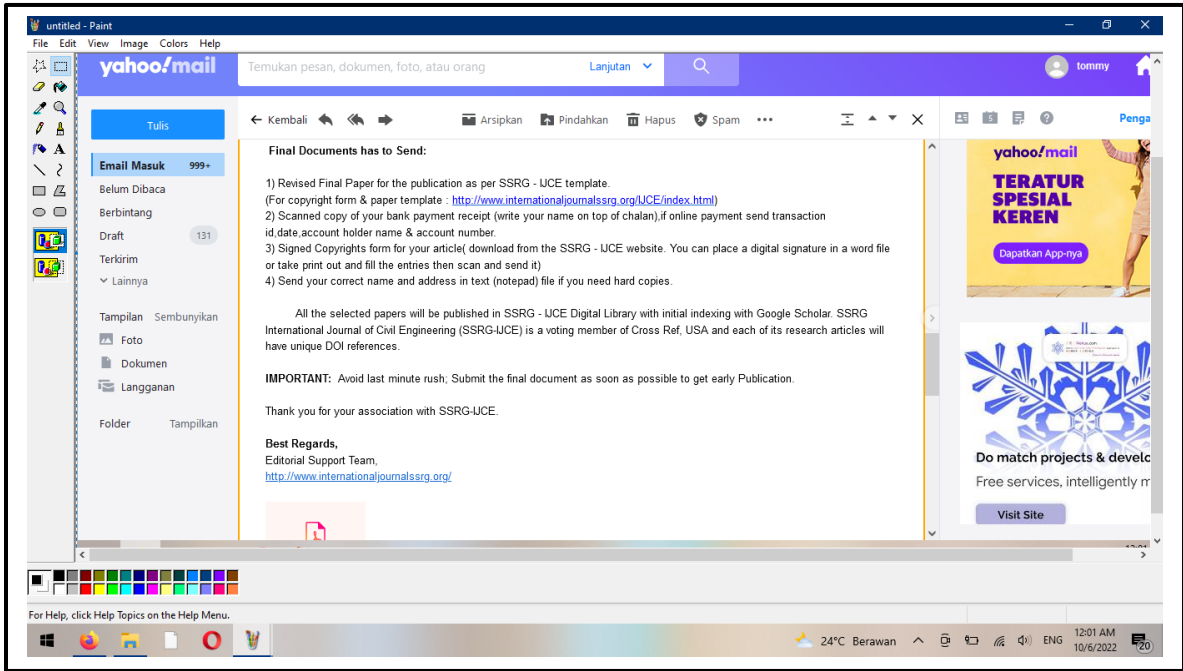 untitled - Paint
File Edit View Image Colors Help
yahoo!mail
Temukan pesan, dokumen, foto, atau orang
Lanjutan
tommy
Tulis
Kembali
Arsipkan
Pindahkan
Hapus
Spam
Penga
Email Masuk 999+
Belum Dibaca
Berbintang
Draft 131
Terkirim
Lainnya
Tampilan Sembunyikan
Foto
Dokumen
Langganan
Folder Tampilkan
Final Documents has to Send:
1) Revised Final Paper for the publication as per SSRG - IJCE template.
(For copyright form & paper template : http://www.internationaljournalssrg.org/IJCE/index.html)
2) Scanned copy of your bank payment receipt (write your name on top of chalan),if online payment send transaction
id,date,account holder name & account number.
3) Signed Copyrights form for your article( download from the SSRG - IJCE website. You can place a digital signature in a word file
or take print out and fill the entries then scan and send it)
4) Send your correct name and address in text (notepad) file if you need hard copies.
All the selected papers will be published in SSRG - IJCE Digital Library with initial indexing with Google Scholar. SSRG
International Journal of Civil Engineering (SSRG-IJCE) is a voting member of Cross Ref, USA and each of its research articles will
have unique DOI references.
IMPORTANT: Avoid last minute rush; Submit the final document as soon as possible to get early Publication.
Thank you for your association with SSRG-IJCE.
Best Regards,
Editorial Support Team,
http://www.internationaljournalssrg.org/
yahoo!mail
TERATUR
SPESIAL
KEREN
Dapatkan App-nya
Do match projects & develc
Free services, intelligently m
Visit Site
For Help, click Help Topics on the Help Menu.
24°C Berawan
ENG
12:01 AM
10/6/2022
20